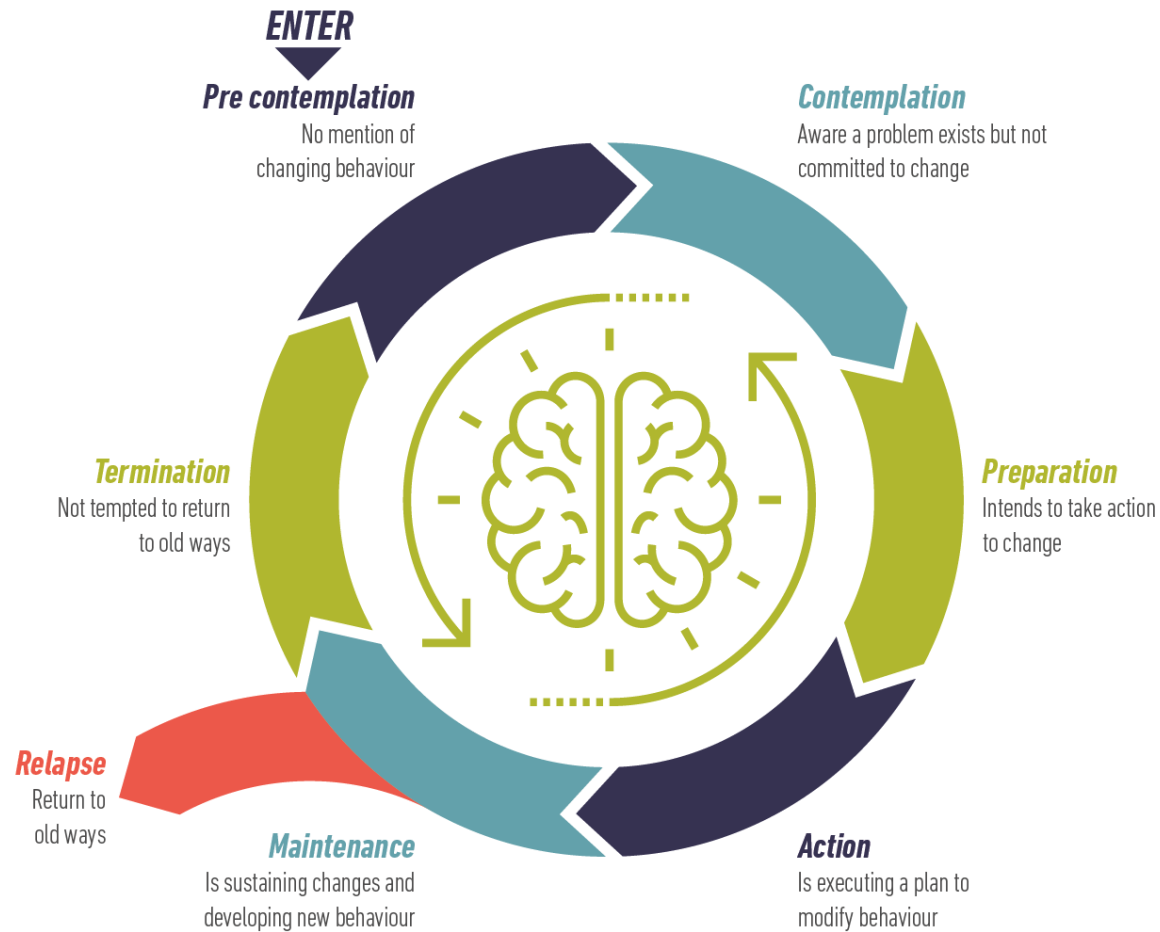 ENTER
Pre contemplation
No mention of
changing behaviour
Contemplation
Aware a problem exists but not
committed to change
Preparation
Intends to take action
to change
Action
Is executing a plan to
modify behaviour
Maintenance
Is sustaining changes and
developing new behaviour
Relapse
Return to
old ways
Termination
Not tempted to return
to old ways